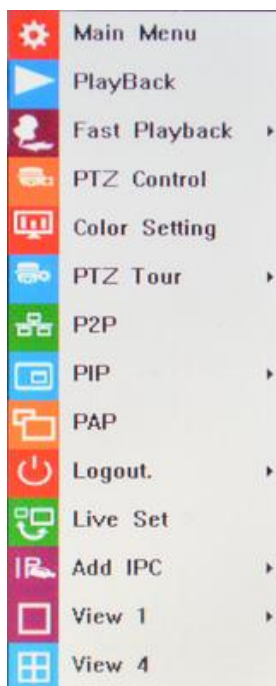 Main Menu
PlayBack
Fast Playback
PTZ Control
Color Setting
PTZ Tour
P2P
PIP
PAP
Logout.
Live Set
Add IPC
View 1
View 4